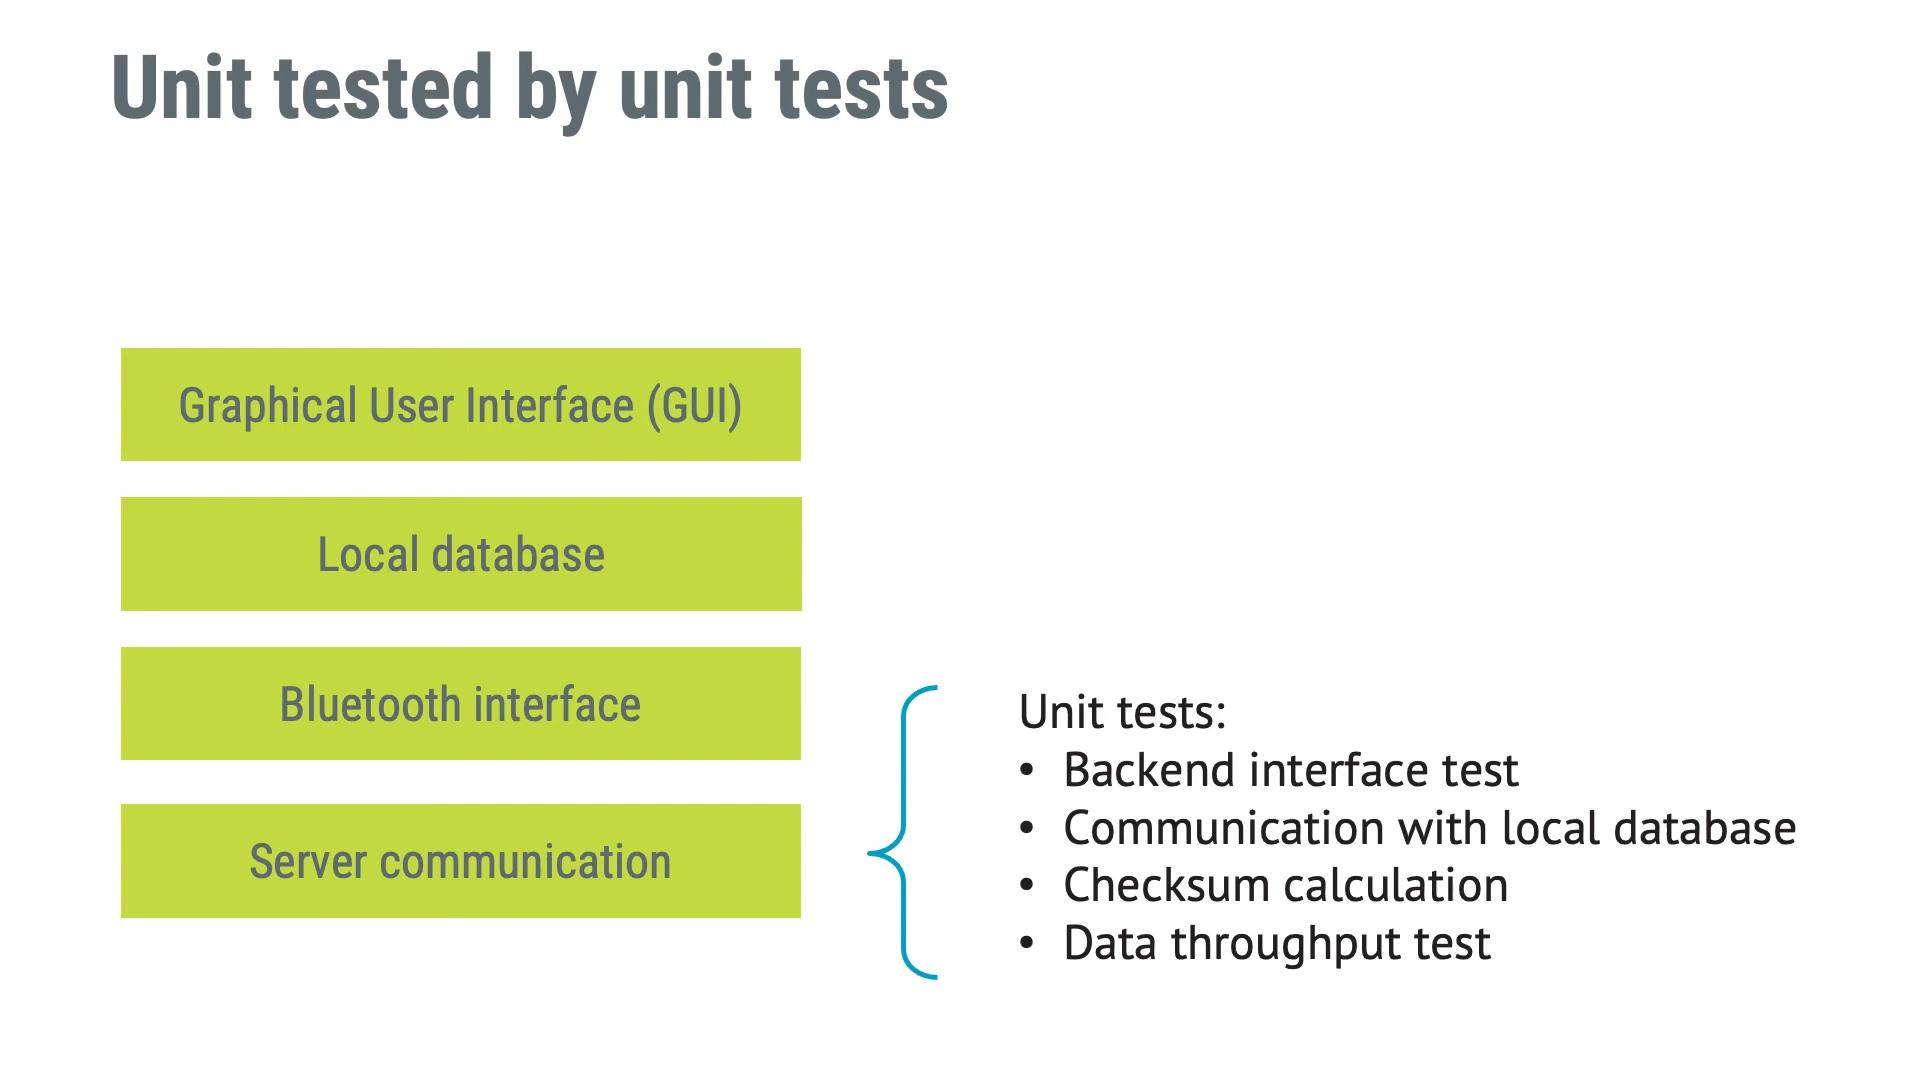 Unit tested by unit tests
Graphical User Interface (GUI)
Local database
Bluetooth interface
Server communication
Unit tests:
• Backend interface test
• Communication with local database
• Checksum calculation
• Data throughput test